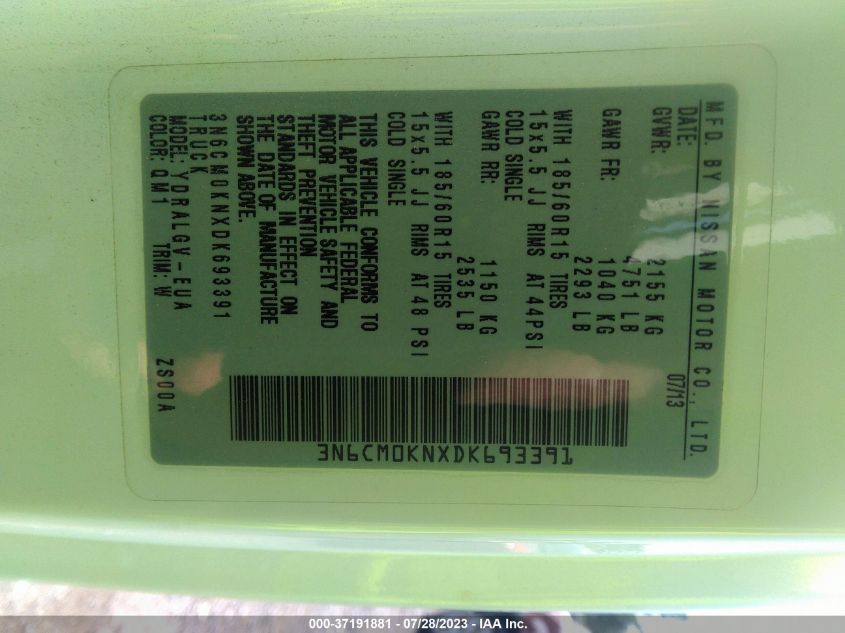 MFD. BY NISSAN MOTOR CO., LTD.
DATE: 07/13
GVWR: 2155 KG
4751 LB
GAWR FR: 1040 KG
2293 LB
WITH 185/60R15 TIRES
15x5.5 JJ RIMS AT 44PSI
COLD SINGLE
GAWR RR: 1150 KG
2535 LB
WITH 185/60R15 TIRES
15x5.5 JJ RIMS AT 48 PSI
COLD SINGLE
THIS VEHICLE CONFORMS TO
ALL APPLICABLE FEDERAL
MOTOR VEHICLE SAFETY AND
THEFT PREVENTION
STANDARDS IN EFFECT ON
THE DATE OF MANUFACTURE
SHOWN ABOVE.
3N6CM0KNXDK693391
TRUCK
MODEL: YDRALGV-EUA
COLOR: QM1 TRIM: W ZS00A
3N6CM0KNXDK693391
000-37191881 - 07/28/2023 - IAA Inc.